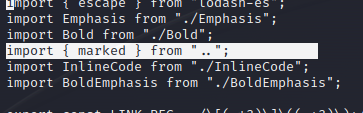 import { escape } from "lodash-es";
import Emphasis from "./Emphasis";
import Bold from "./Bold";
import { marked } from "..";
import InlineCode from "./InlineCode";
import BoldEmphasis from "./BoldEmphasis";